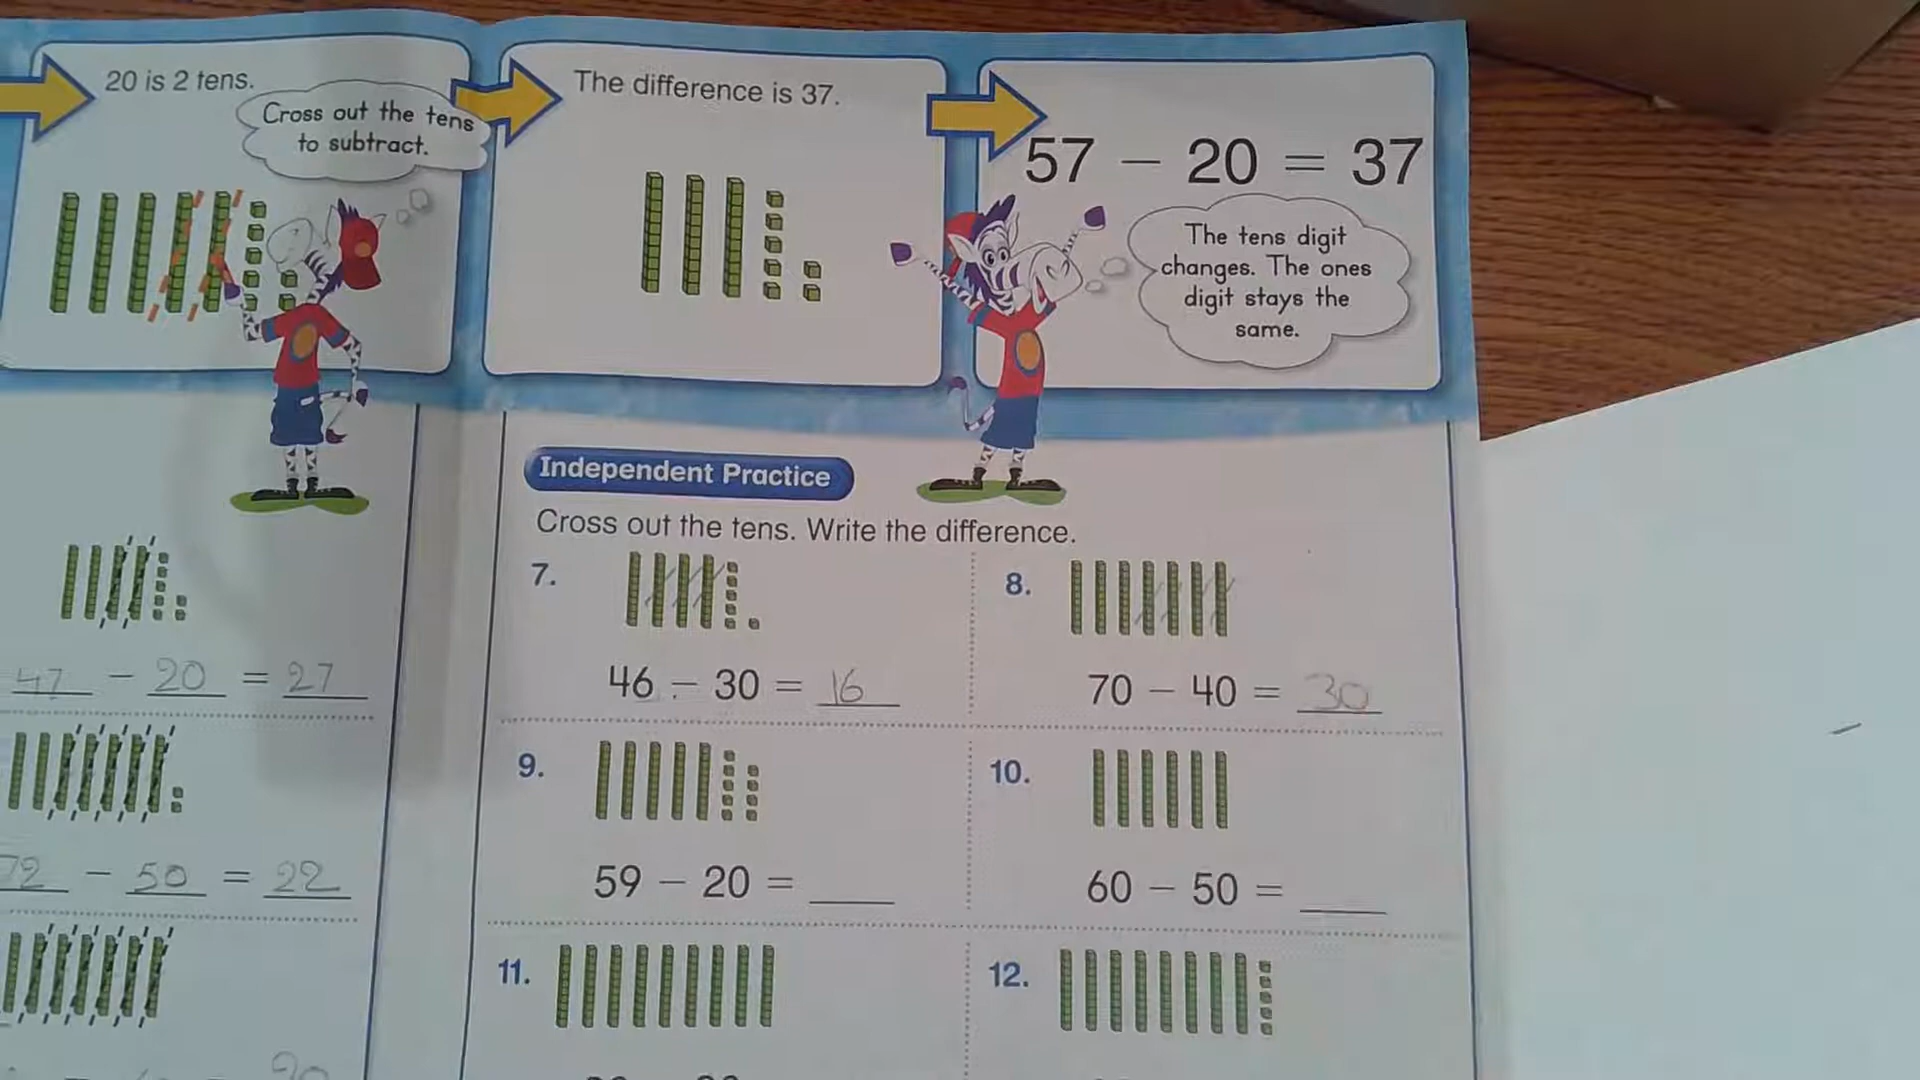 20 is 2 tens.
Cross out the tens
to subtract.
The difference is 37.
57 – 20 = 37
The tens digit
changes. The ones
digit stays the
same.
47 – 20 = 27
72 – 50 = 22
Independent Practice
Cross out the tens. Write the difference.
7.
46 – 30 = 16
8.
70 – 40 = 30
9.
59 – 20 =
10.
60 – 50 =
11.
12.